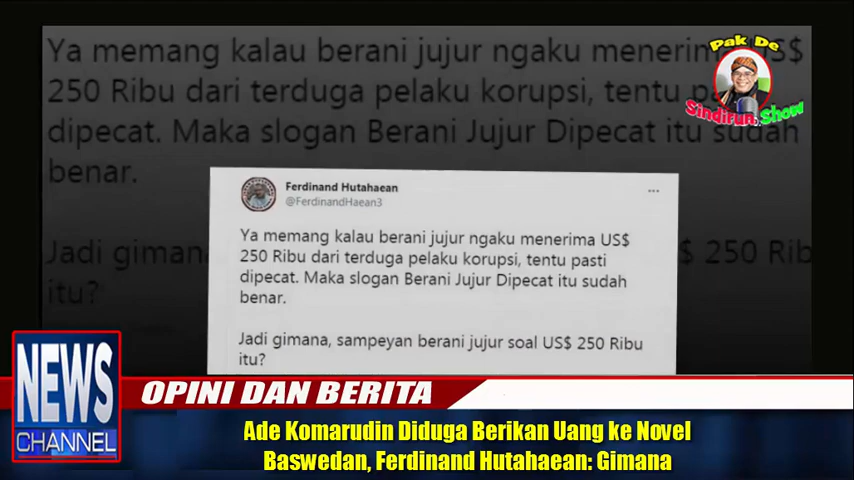 Ya memang kalau berani jujur ngaku menerima US$
250 Ribu dari terduga pelaku korupsi, tentu pasti
dipecat. Maka slogan Berani Jujur Dipecat itu sudah
benar.
Jadi gimana,
$ 250 Rib
itu?
Pak De
Sindirun Show
Ferdinand Hutahaean
@FerdinandHaean3
Ya memang kalau berani jujur ngaku menerima US$
250 Ribu dari terduga pelaku korupsi, tentu pasti
dipecat. Maka slogan Berani Jujur Dipecat itu sudah
benar.
Jadi gimana, sampeyan berani jujur soal US$ 250 Ribu
itu?
NEWS
CHANNEL
OPINI DAN BERITA
Ade Komarudin Diduga Berikan Uang ke Novel
Baswedan, Ferdinand Hutahaean: Gimana